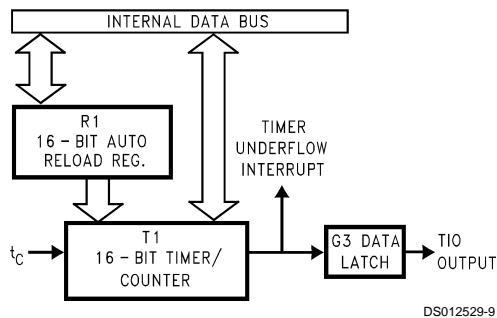 INTERNAL DATA BUS
R1
16 – BIT AUTO
RELOAD REG.
TIMER
UNDERFLOW
INTERRUPT
tC
T1
16 – BIT TIMER/
COUNTER
G3 DATA
LATCH
TIO
OUTPUT
DS012529-9